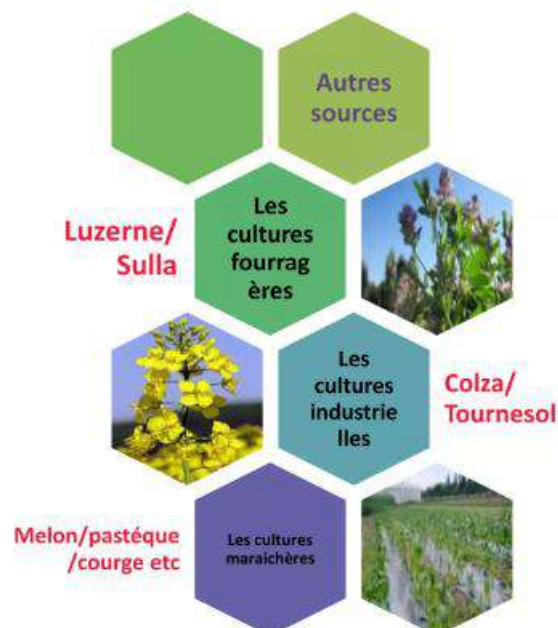 Autres
sources
Luzerne/
Sulla
Les
cultures
fourrag
ères
Les
cultures
industrie
lles
Colza/
Tournesol
Melon/pastéque
/courge etc
Les cultures
maraichères